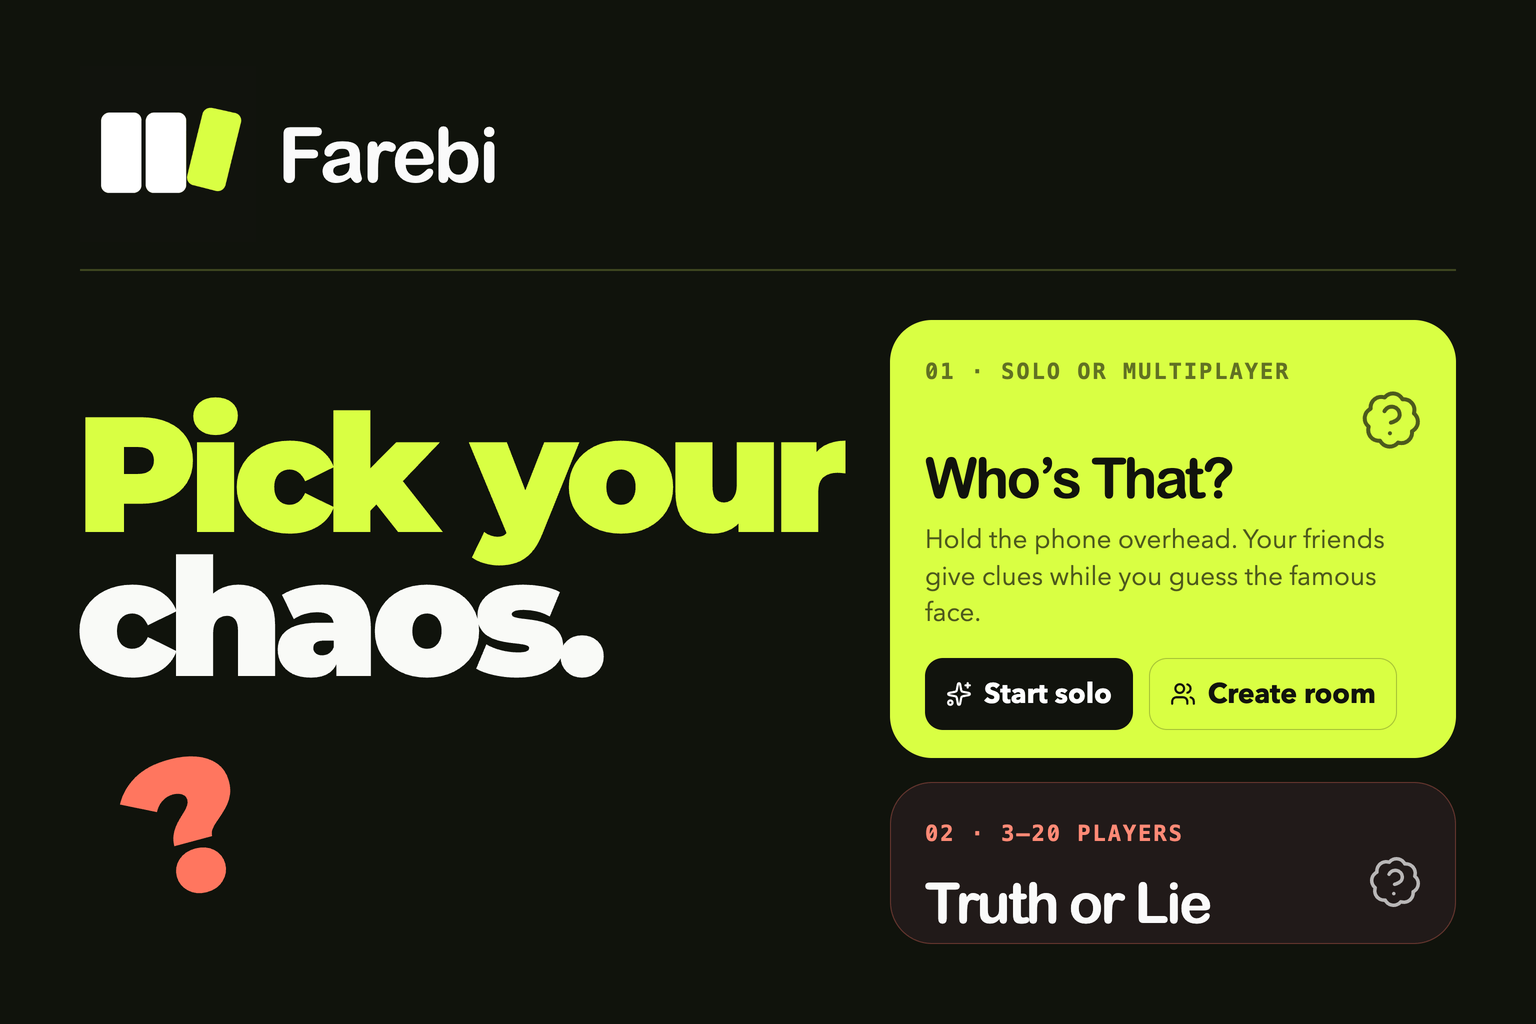 Farebi
Pick your
chaos.
?
01 · SOLO OR MULTIPLAYER
Who’s That?
Hold the phone overhead. Your friends
give clues while you guess the famous
face.
Start solo
Create room
02 · 3–20 PLAYERS
Truth or Lie